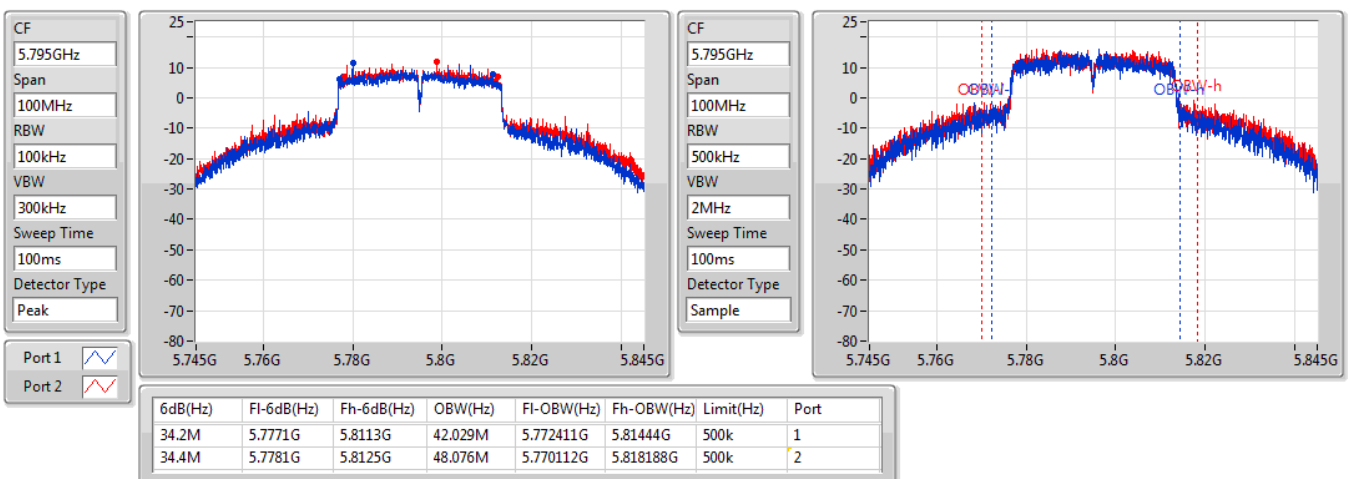 CF
5.795GHz
Span
100MHz
RBW
100kHz
VBW
300kHz
Sweep Time
100ms
Detector Type
Peak
Port 1
Port 2
25
10
0
-10
-20
-30
-40
-50
-60
-70
-80
5.745G 5.76G 5.78G 5.8G 5.82G 5.845G
CF
5.795GHz
Span
100MHz
RBW
500kHz
VBW
2MHz
Sweep Time
100ms
Detector Type
Sample
25
10
0
-10
-20
-30
-40
-50
-60
-70
-80
5.745G 5.76G 5.78G 5.8G 5.82G 5.845G
6dB(Hz) Fl-6dB(Hz) Fh-6dB(Hz) OBW(Hz) Fl-OBW(Hz) Fh-OBW(Hz) Limit(Hz) Port
34.2M 5.7771G 5.8113G 42.029M 5.772411G 5.81444G 500k 1
34.4M 5.7781G 5.8125G 48.076M 5.770112G 5.818188G 500k 2